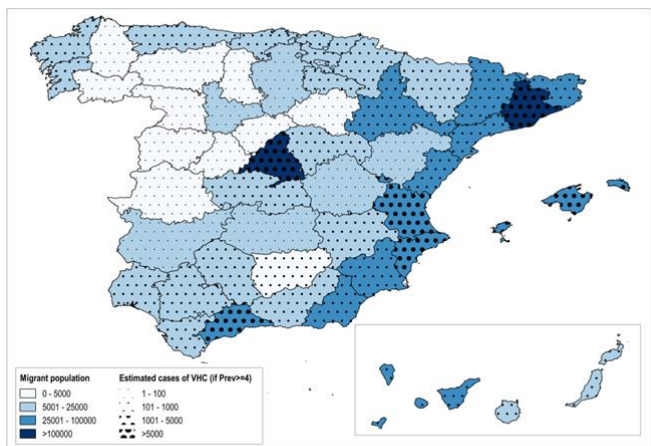 Migrant population
0 - 5000
5001 - 25000
25001 - 100000
>100000
Estimated cases of VHC (if Prev>=4)
1 - 100
101 - 1000
1001 - 5000
>5000